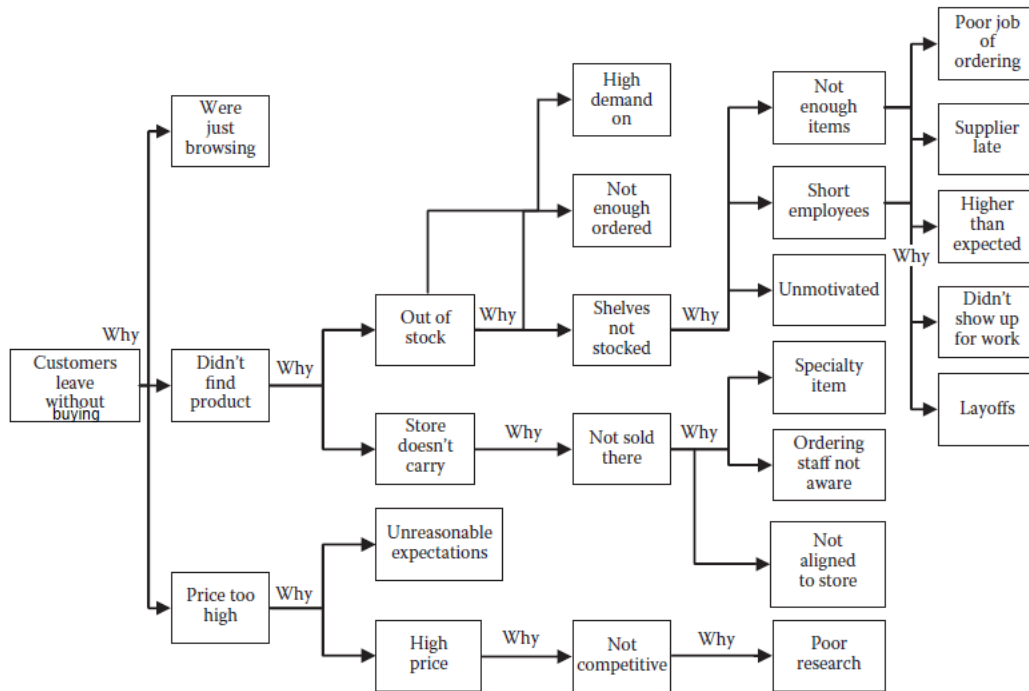 Poor job
of
ordering
High
demand
on
Not
enough
items
Were
just
browsing
Supplier
late
Not
enough
ordered
Short
employees
Higher
than
expected
Why
Unmotivated
Out of
stock
Why
Shelves
not
stocked
Why
Didn't
show up
for work
Why
Customers
leave
without
buying
Didn't
find
product
Why
Specialty
item
Layoffs
Store
doesn't
carry
Why
Not sold
there
Why
Ordering
staff not
aware
Unreasonable
expectations
Not
aligned
to store
Price too
high
Why
High
price
Why
Not
competitive
Why
Poor
research